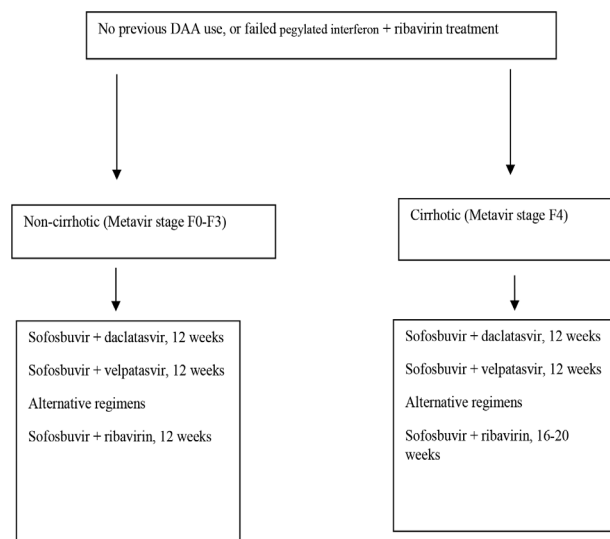 No previous DAA use, or failed pegylated interferon + ribavirin treatment
Non-cirrhotic (Metavir stage F0-F3)
Cirrhotic (Metavir stage F4)
Sofosbuvir + daclatasvir, 12 weeks
Sofosbuvir + velpatasvir, 12 weeks
Alternative regimens
Sofosbuvir + ribavirin, 12 weeks
Sofosbuvir + daclatasvir, 12 weeks
Sofosbuvir + velpatasvir, 12 weeks
Alternative regimens
Sofosbuvir + ribavirin, 16-20
weeks